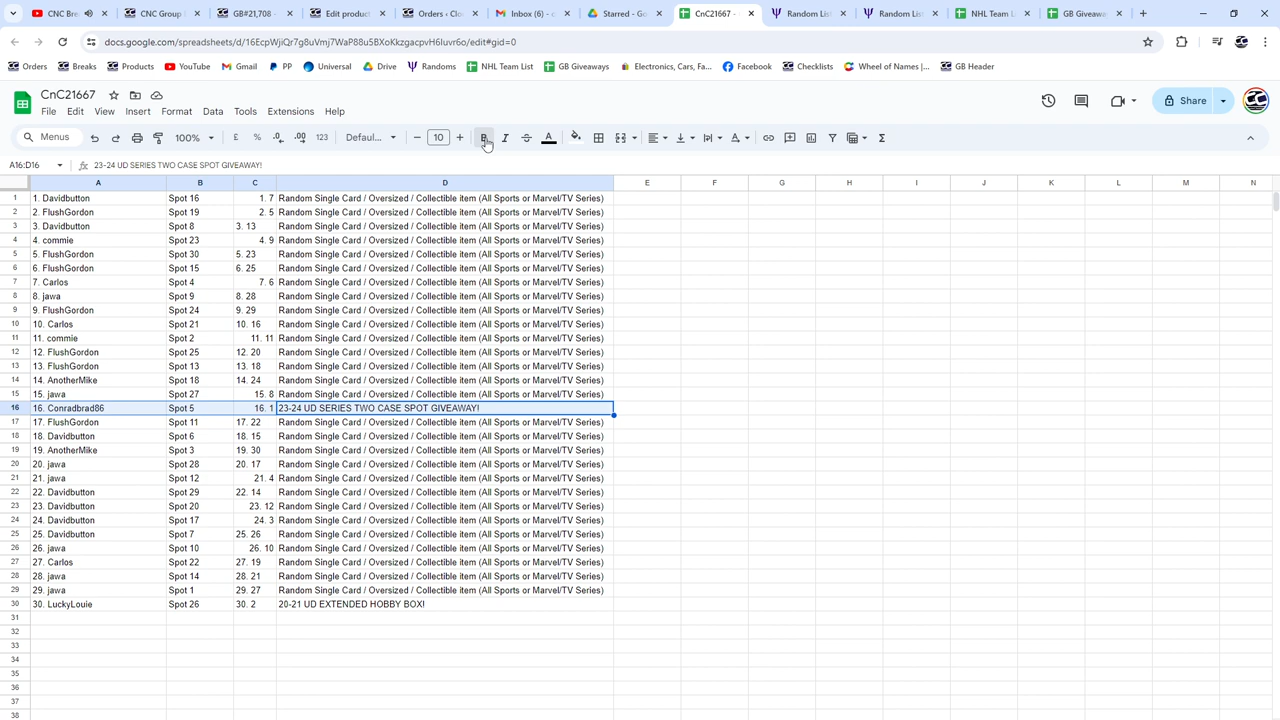 YouTube
CNC Brea
CNC Group
GB#21,708 -
Edit product
Orders ‹ Clo
Inbox (6) - c
Starred - Goo
CnC21667 -
Random List
Random List
NHL Team Li
GB Giveaway
docs.google.com/spreadsheets/d/16EcpWjiQr7g8uVmj7WaP88u5BXoKkzgacpvH6Iuvr6o/edit#gid=0
Orders Breaks Products YouTube Gmail PP Universal Drive Randoms NHL Team List GB Giveaways Electronics, Cars, Fa... Facebook Checklists Wheel of Names |... GB Header
CnC21667
File Edit View Insert Format Data Tools Extensions Help
Share
Menus 100% £ % .0 .00 123 Defaul... 10 B I S A Σ
A16:D16 fx 23-24 UD SERIES TWO CASE SPOT GIVEAWAY!
A B C D E F G H I J K L M N
1 1. Davidbutton Spot 16 1. 7 Random Single Card / Oversized / Collectible item (All Sports or Marvel/TV Series)
2 2. FlushGordon Spot 19 2. 5 Random Single Card / Oversized / Collectible item (All Sports or Marvel/TV Series)
3 3. Davidbutton Spot 8 3. 13 Random Single Card / Oversized / Collectible item (All Sports or Marvel/TV Series)
4 4. commie Spot 23 4. 9 Random Single Card / Oversized / Collectible item (All Sports or Marvel/TV Series)
5 5. FlushGordon Spot 30 5. 23 Random Single Card / Oversized / Collectible item (All Sports or Marvel/TV Series)
6 6. FlushGordon Spot 15 6. 25 Random Single Card / Oversized / Collectible item (All Sports or Marvel/TV Series)
7 7. Carlos Spot 4 7. 6 Random Single Card / Oversized / Collectible item (All Sports or Marvel/TV Series)
8 8. jawa Spot 9 8. 28 Random Single Card / Oversized / Collectible item (All Sports or Marvel/TV Series)
9 9. FlushGordon Spot 24 9. 29 Random Single Card / Oversized / Collectible item (All Sports or Marvel/TV Series)
10 10. Carlos Spot 21 10. 16 Random Single Card / Oversized / Collectible item (All Sports or Marvel/TV Series)
11 11. commie Spot 2 11. 11 Random Single Card / Oversized / Collectible item (All Sports or Marvel/TV Series)
12 12. FlushGordon Spot 25 12. 20 Random Single Card / Oversized / Collectible item (All Sports or Marvel/TV Series)
13 13. FlushGordon Spot 13 13. 18 Random Single Card / Oversized / Collectible item (All Sports or Marvel/TV Series)
14 14. AnotherMike Spot 18 14. 24 Random Single Card / Oversized / Collectible item (All Sports or Marvel/TV Series)
15 15. jawa Spot 27 15. 8 Random Single Card / Oversized / Collectible item (All Sports or Marvel/TV Series)
16 16. Conradbrad86 Spot 5 16. 1 23-24 UD SERIES TWO CASE SPOT GIVEAWAY!
17 17. FlushGordon Spot 11 17. 22 Random Single Card / Oversized / Collectible item (All Sports or Marvel/TV Series)
18 18. Davidbutton Spot 6 18. 15 Random Single Card / Oversized / Collectible item (All Sports or Marvel/TV Series)
19 19. AnotherMike Spot 3 19. 30 Random Single Card / Oversized / Collectible item (All Sports or Marvel/TV Series)
20 20. jawa Spot 28 20. 17 Random Single Card / Oversized / Collectible item (All Sports or Marvel/TV Series)
21 21. jawa Spot 12 21. 4 Random Single Card / Oversized / Collectible item (All Sports or Marvel/TV Series)
22 22. Davidbutton Spot 29 22. 14 Random Single Card / Oversized / Collectible item (All Sports or Marvel/TV Series)
23 23. Davidbutton Spot 20 23. 12 Random Single Card / Oversized / Collectible item (All Sports or Marvel/TV Series)
24 24. Davidbutton Spot 17 24. 3 Random Single Card / Oversized / Collectible item (All Sports or Marvel/TV Series)
25 25. Davidbutton Spot 7 25. 26 Random Single Card / Oversized / Collectible item (All Sports or Marvel/TV Series)
26 26. jawa Spot 10 26. 10 Random Single Card / Oversized / Collectible item (All Sports or Marvel/TV Series)
27 27. Carlos Spot 22 27. 19 Random Single Card / Oversized / Collectible item (All Sports or Marvel/TV Series)
28 28. jawa Spot 14 28. 21 Random Single Card / Oversized / Collectible item (All Sports or Marvel/TV Series)
29 29. jawa Spot 1 29. 27 Random Single Card / Oversized / Collectible item (All Sports or Marvel/TV Series)
30 30. LuckyLouie Spot 26 30. 2 20-21 UD EXTENDED HOBBY BOX!
31
32
33
34
35
36
37
38